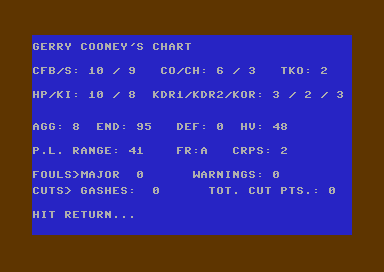 GERRY COONEY'S CHART
CFB/S: 10 / 9   CO/CH: 6 / 3   TKO: 2
HP/KI: 10 / 8  KDR1/KDR2/KOR: 3 / 2 / 3
AGG: 8  END: 95   DEF: 0  HV: 48
P.L. RANGE: 41    FR:A   CRPS: 2
FOULS>MAJOR  0      WARNINGS: 0
CUTS> GASHES:  0      TOT. CUT PTS.: 0
HIT RETURN...